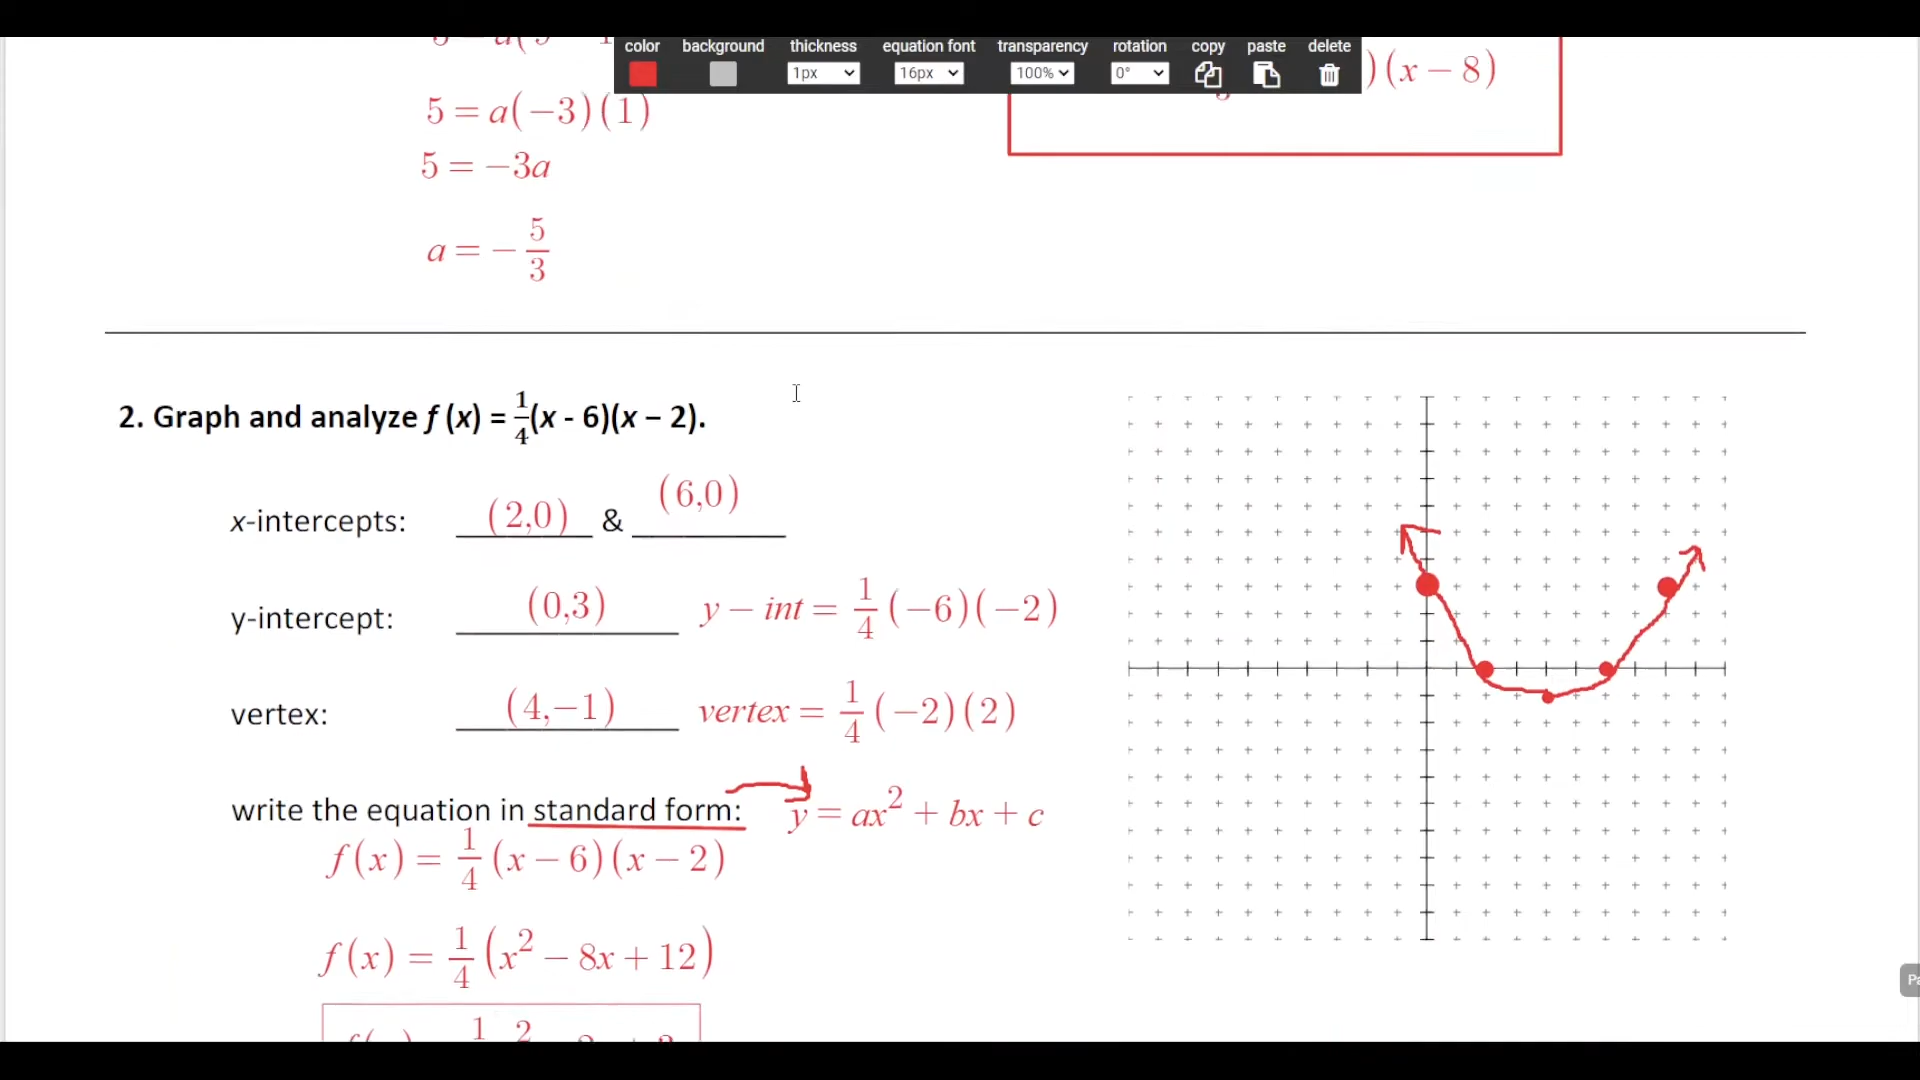 color background thickness equation font transparency rotation copy paste delete
1px 16px 100% 0°
)(x − 8)
5 = a(−3)(1)
5 = −3a
a = − 5/3
2. Graph and analyze f (x) = 1/4(x - 6)(x – 2).
x-intercepts: (2,0) & (6,0)
y-intercept: (0,3) y − int = 1/4 (−6)(−2)
vertex: (4,−1) vertex = 1/4 (−2)(2)
write the equation in standard form: y = ax² + bx + c
f(x) = 1/4 (x − 6)(x − 2)
f(x) = 1/4 (x² − 8x + 12)